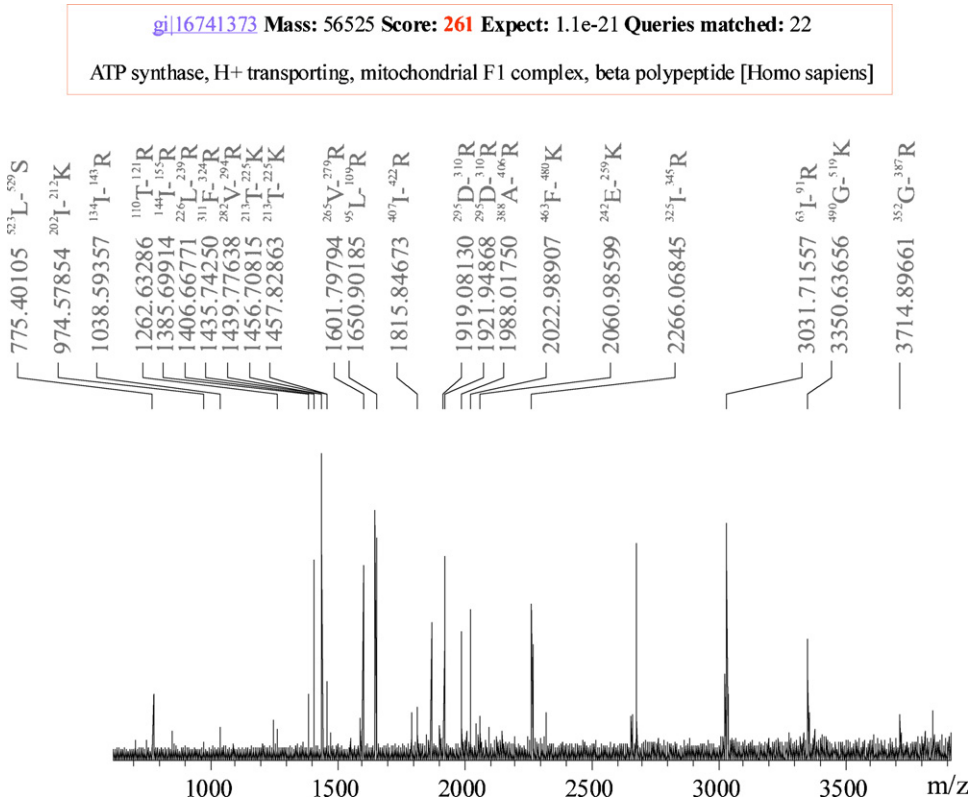 gi|16741373 Mass: 56525 Score: 261 Expect: 1.1e-21 Queries matched: 22
ATP synthase, H+ transporting, mitochondrial F1 complex, beta polypeptide [Homo sapiens]
775.40105 ⁵²³L-⁵²⁹S
974.57854 ²⁰²I-²¹²K
1038.59357 ¹³⁴I-¹⁴³R
1262.63286 ¹¹⁰T-¹²¹R
1385.69914 ¹⁴⁴I-¹⁵⁵R
1406.66771 ²²⁶L-²³⁹R
1435.74250 ³¹¹F-³²⁴R
1439.77638 ²⁸²V-²⁹⁴R
1456.70815 ²¹³T-²²⁵K
1457.82863 ²¹³T-²²⁵K
1601.79794 ²⁶⁵V-²⁷⁹R
1650.90185 ⁹⁵L-¹⁰⁹R
1815.84673 ⁴⁰⁷I-⁴²²R
1919.08130 ²⁹⁵D-³¹⁰R
1921.94868 ²⁹⁵D-³¹⁰R
1988.01750 ³⁸⁸A-⁴⁰⁶R
2022.98907 ⁴⁶³F-⁴⁸⁰K
2060.98599 ²⁴²E-²⁵⁹K
2266.06845 ³²⁵I-³⁴⁵R
3031.71557 ⁶³I-⁹¹R
3350.63656 ⁴⁹⁰G-⁵¹⁹K
3714.89661 ³⁵²G-³⁸⁷R
1000 1500 2000 2500 3000 3500 m/z